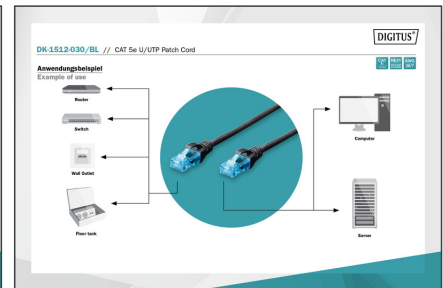 DIGITUS®
DK-1512-030/BL // CAT 5e U/UTP Patch Cord
Anwendungsbeispiel
Example of use
Router
Switch
Wall Outlet
Floor tank
Computer
Server